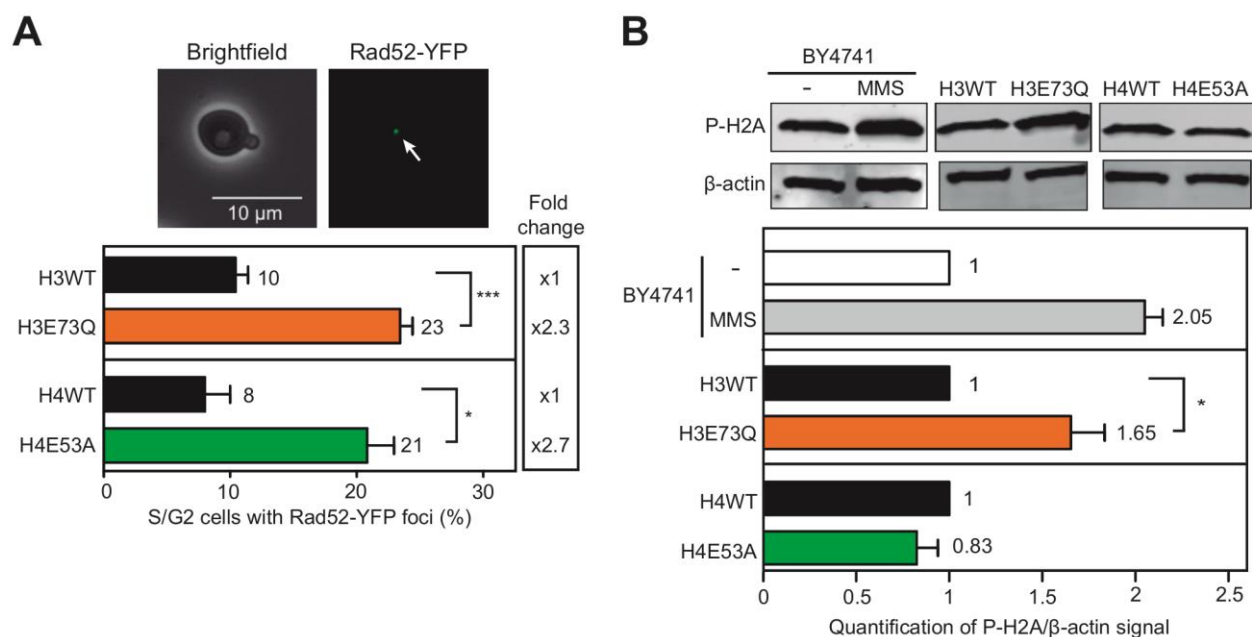 A
Brightfield Rad52-YFP
10 µm
Fold
change
H3WT 10 x1
***
H3E73Q 23 x2.3
H4WT 8 x1
*
H4E53A 21 x2.7
0 10 20 30
S/G2 cells with Rad52-YFP foci (%)
B
BY4741
- MMS H3WT H3E73Q H4WT H4E53A
P-H2A
β-actin
BY4741
- 1
MMS 2.05
H3WT 1
*
H3E73Q 1.65
H4WT 1
H4E53A 0.83
0 0.5 1 1.5 2 2.5
Quantification of P-H2A/β-actin signal